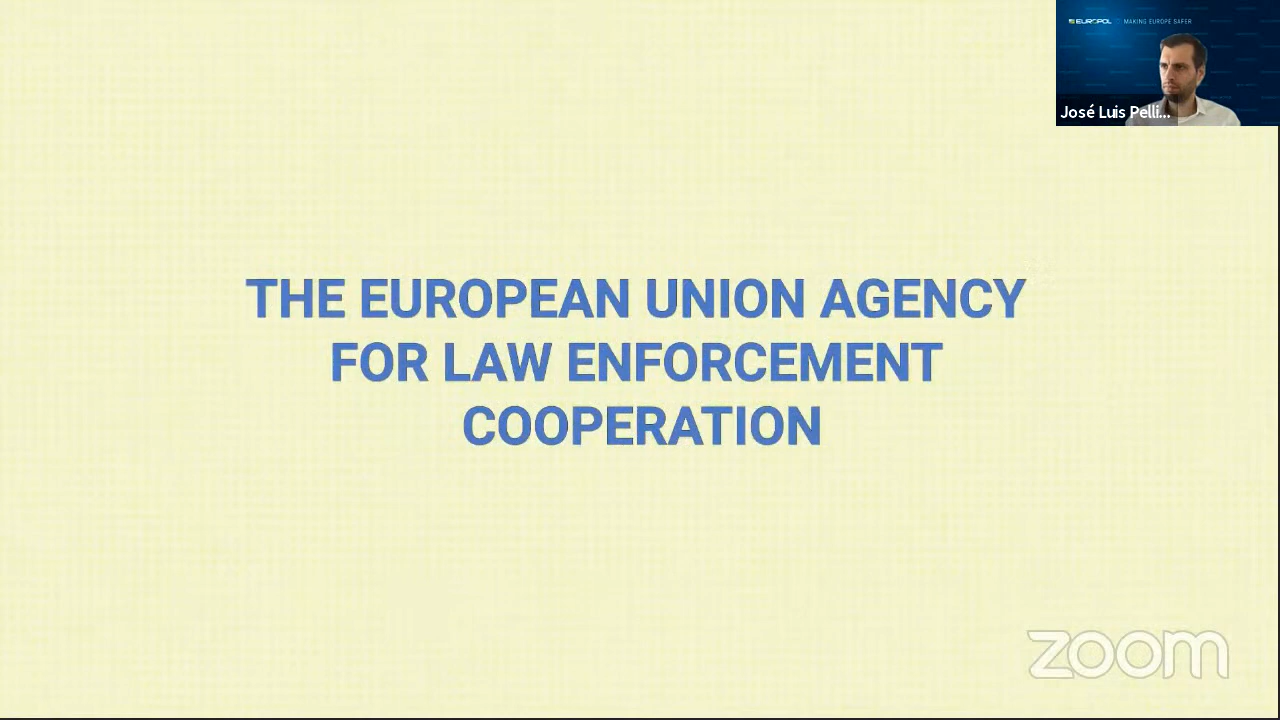 EUROPOL MAKING EUROPE SAFER
José Luis Pelli...
THE EUROPEAN UNION AGENCY
FOR LAW ENFORCEMENT
COOPERATION
zoom